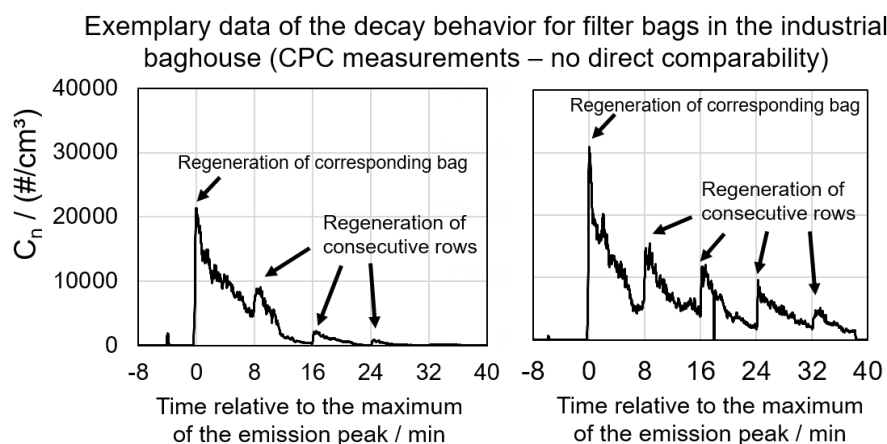 Exemplary data of the decay behavior for filter bags in the industrial
baghouse (CPC measurements – no direct comparability)
Cn / (#/cm³)
40000
30000
20000
10000
0
Regeneration of corresponding bag
Regeneration of
consecutive rows
-8 0 8 16 24 32 40
Time relative to the maximum
of the emission peak / min
Regeneration of corresponding bag
Regeneration of
consecutive rows
-8 0 8 16 24 32 40
Time relative to the maximum
of the emission peak / min